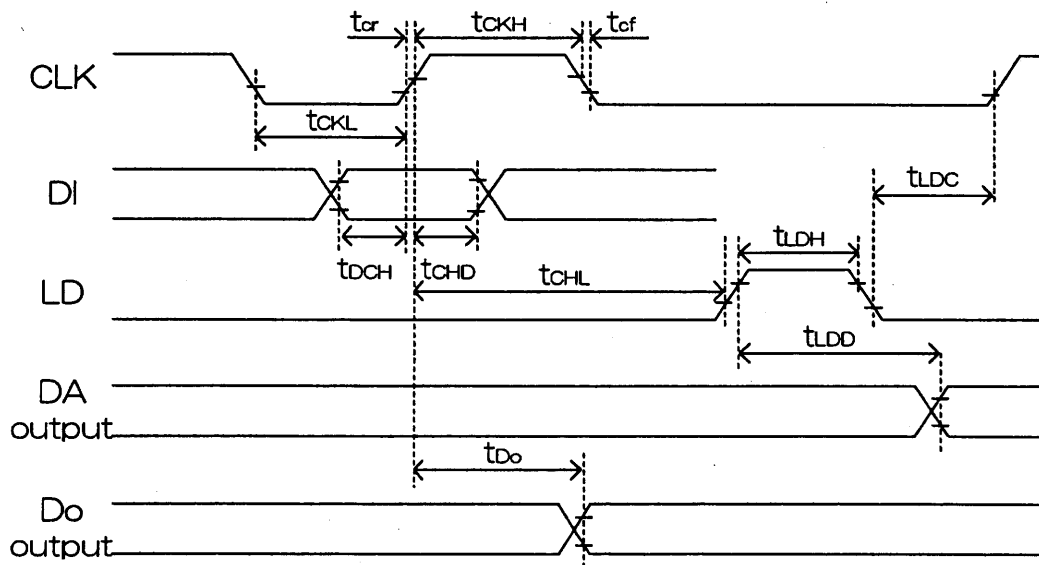 tcr tCKH tcf
CLK
tCKL
DI
tLDC
tLDH
tDCH tCHD tCHL
LD
tLDD
DA
output
tDo
Do
output